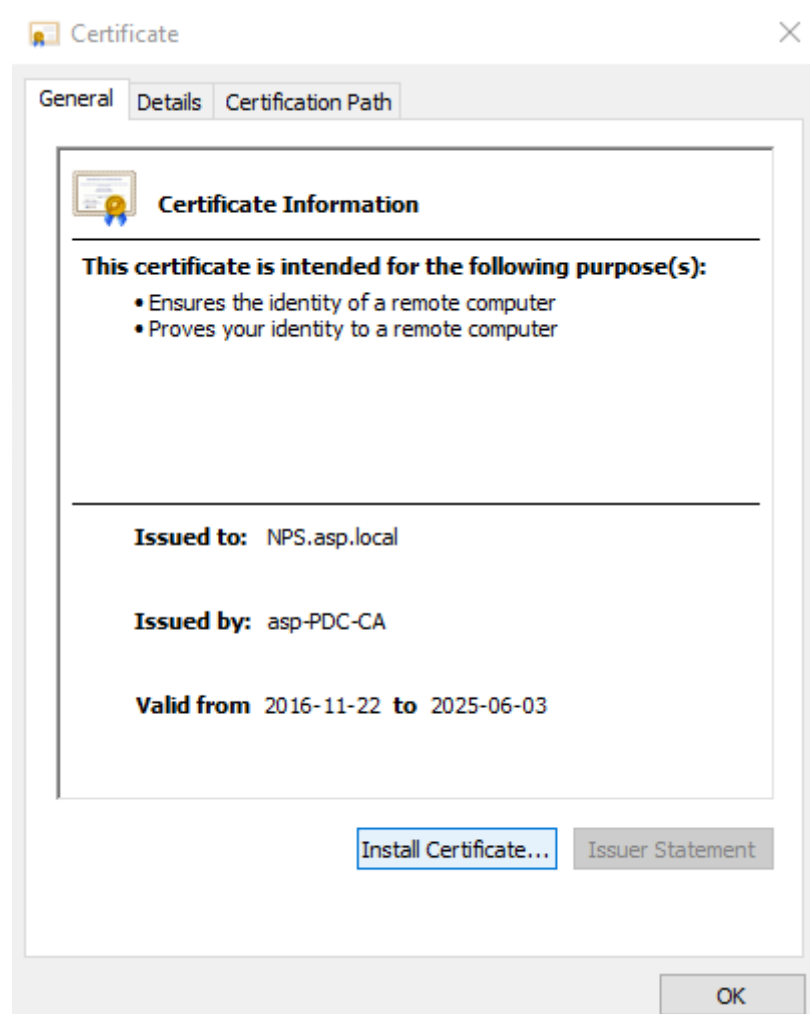 Certificate
General Details Certification Path
Certificate Information
This certificate is intended for the following purpose(s):
• Ensures the identity of a remote computer
• Proves your identity to a remote computer
Issued to: NPS.asp.local
Issued by: asp-PDC-CA
Valid from 2016-11-22 to 2025-06-03
Install Certificate... Issuer Statement
OK